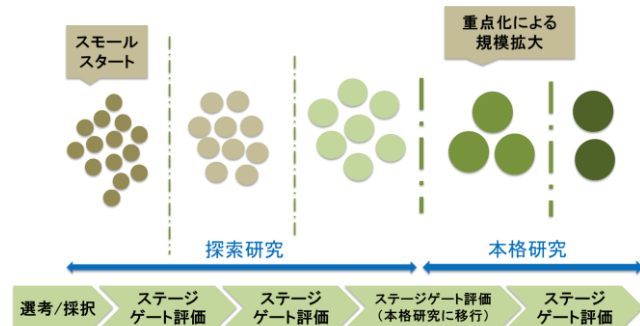 スモール
スタート
重点化による
規模拡大
探索研究
本格研究
選考/採択
ステージ
ゲート評価
ステージ
ゲート評価
ステージゲート評価
(本格研究に移行)
ステージ
ゲート評価